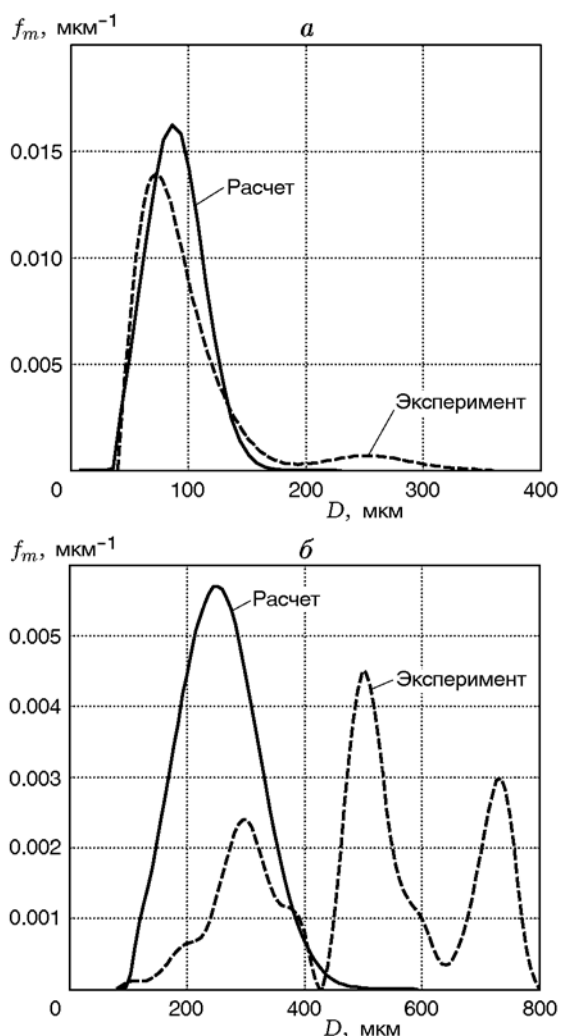 f_m, мкм⁻¹ а
0.015
Расчет
0.010
0.005
Эксперимент
0 100 200 300 400
D, мкм
f_m, мкм⁻¹ б
Расчет
0.005
Эксперимент
0.004
0.003
0.002
0.001
0 200 400 600 800
D, мкм